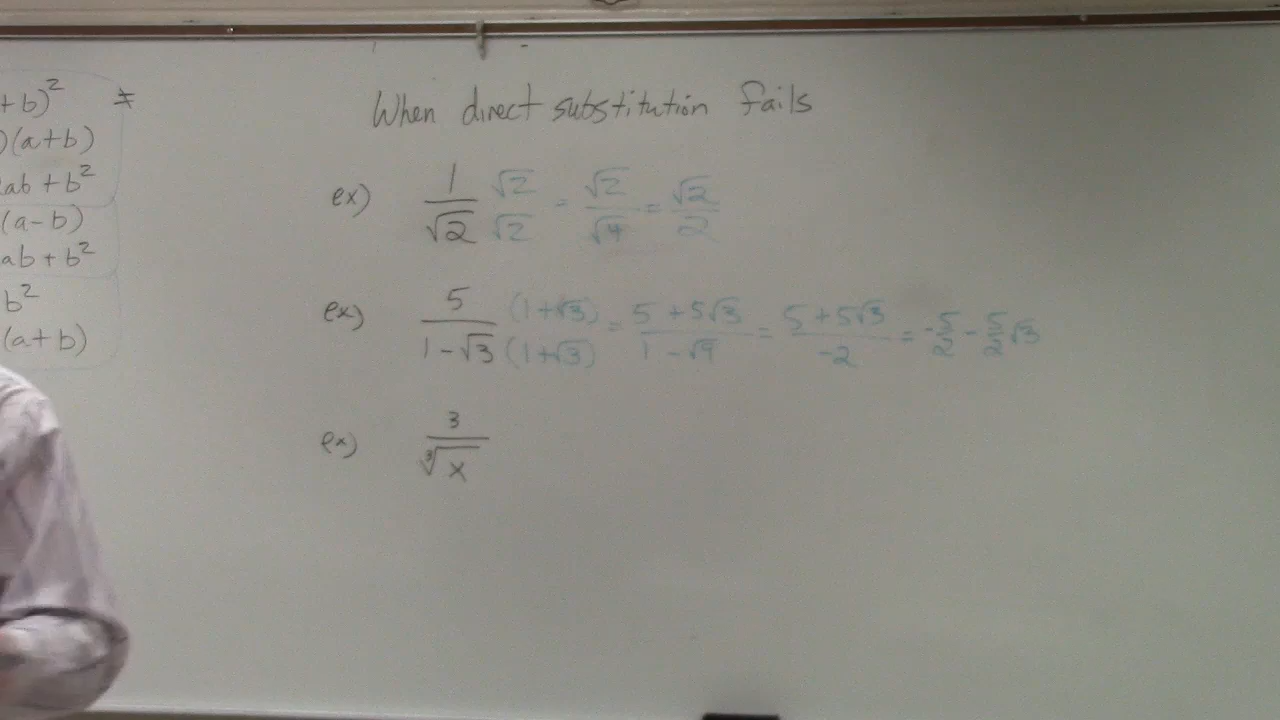 + b)² ≠
)(a+b)
2ab + b²
(a-b)
ab + b²
b²
(a+b)
When direct substitution fails
ex) 1/√2 √2/√2 = √2/√4 = √2/2
ex) 5/(1-√3) (1+√3)/(1+√3) = (5+5√3)/(1-√9) = (5+5√3)/-2 = -5/2 - 5/2 √3
ex) 3/∛x